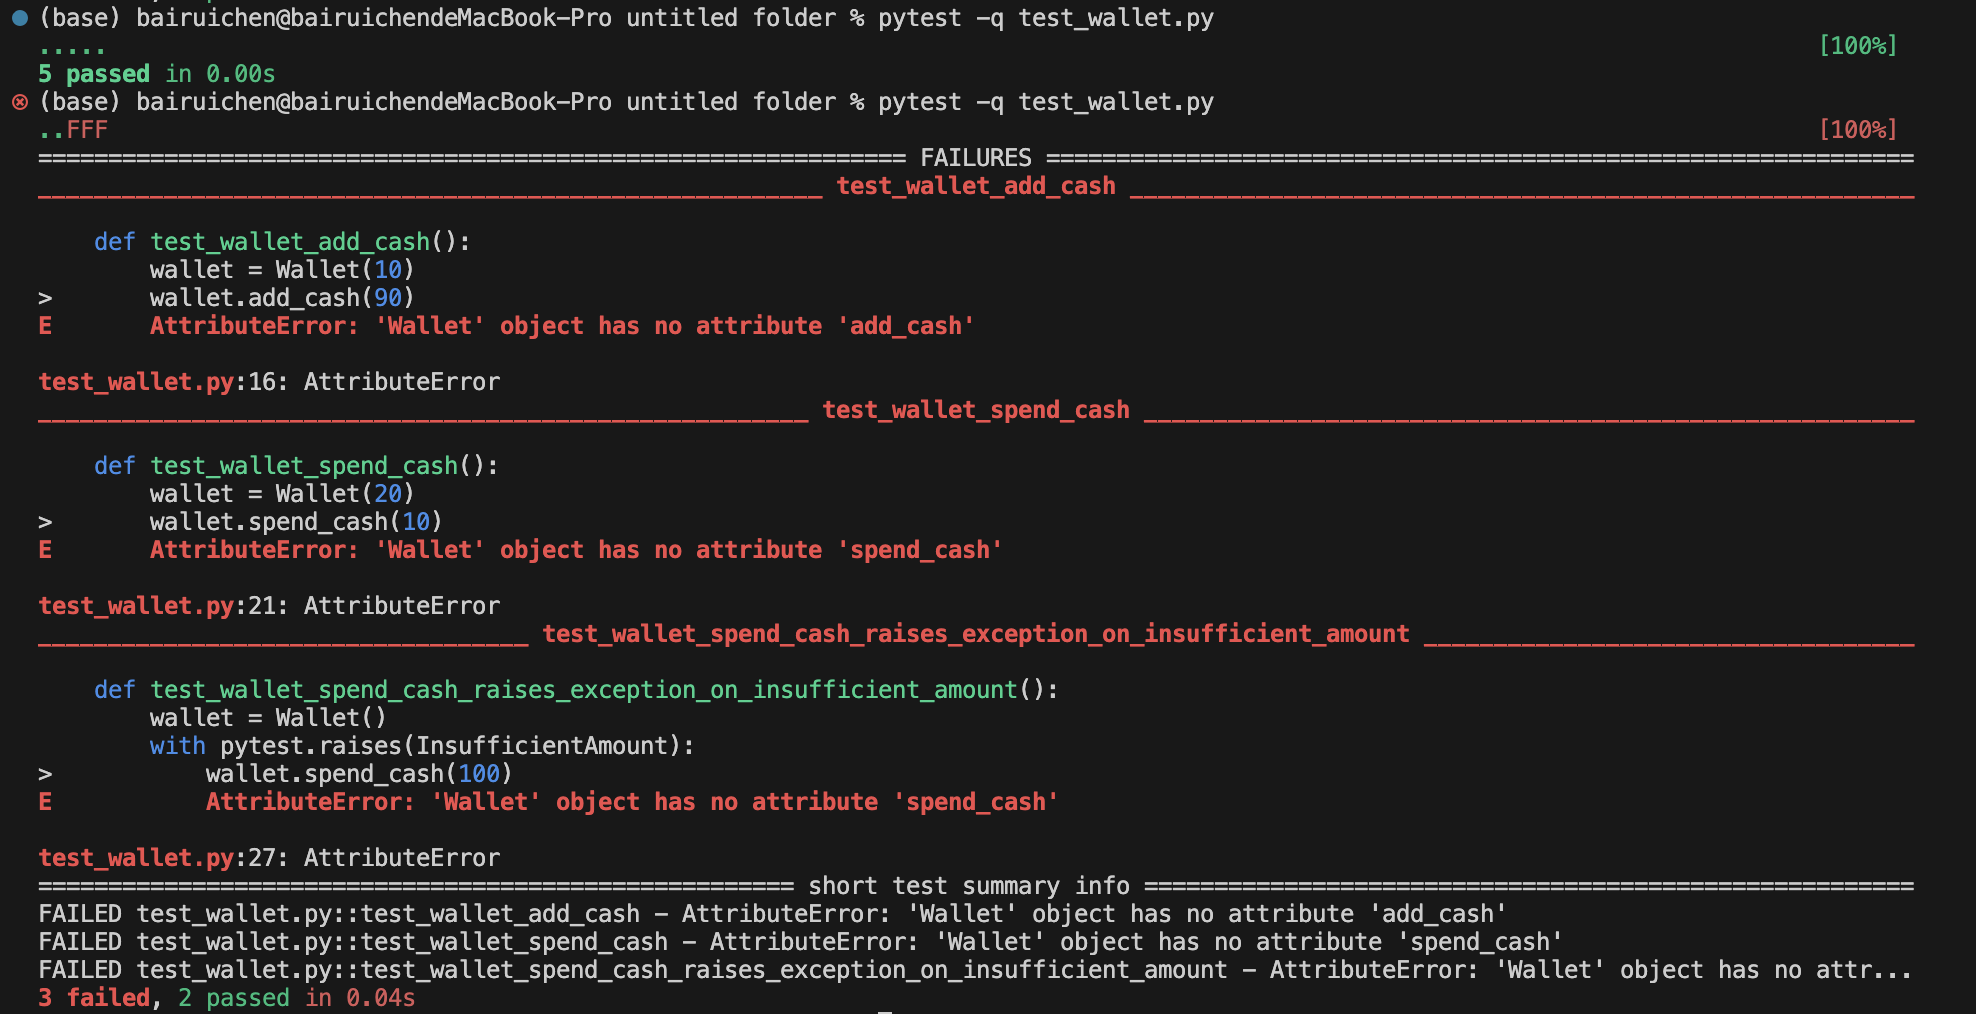 (base) bairuichen@bairuichendeMacBook-Pro untitled folder % pytest -q test_wallet.py
..... [100%]
5 passed in 0.00s
(base) bairuichen@bairuichendeMacBook-Pro untitled folder % pytest -q test_wallet.py
..FFF [100%]
============================================================== FAILURES ==============================================================
________________________________________________________ test_wallet_add_cash ________________________________________________________
    def test_wallet_add_cash():
        wallet = Wallet(10)
>       wallet.add_cash(90)
E       AttributeError: 'Wallet' object has no attribute 'add_cash'
test_wallet.py:16: AttributeError
_______________________________________________________ test_wallet_spend_cash _______________________________________________________
    def test_wallet_spend_cash():
        wallet = Wallet(20)
>       wallet.spend_cash(10)
E       AttributeError: 'Wallet' object has no attribute 'spend_cash'
test_wallet.py:21: AttributeError
___________________________________ test_wallet_spend_cash_raises_exception_on_insufficient_amount ___________________________________
    def test_wallet_spend_cash_raises_exception_on_insufficient_amount():
        wallet = Wallet()
        with pytest.raises(InsufficientAmount):
>           wallet.spend_cash(100)
E           AttributeError: 'Wallet' object has no attribute 'spend_cash'
test_wallet.py:27: AttributeError
====================================================== short test summary info =======================================================
FAILED test_wallet.py::test_wallet_add_cash - AttributeError: 'Wallet' object has no attribute 'add_cash'
FAILED test_wallet.py::test_wallet_spend_cash - AttributeError: 'Wallet' object has no attribute 'spend_cash'
FAILED test_wallet.py::test_wallet_spend_cash_raises_exception_on_insufficient_amount - AttributeError: 'Wallet' object has no attr...
3 failed, 2 passed in 0.04s